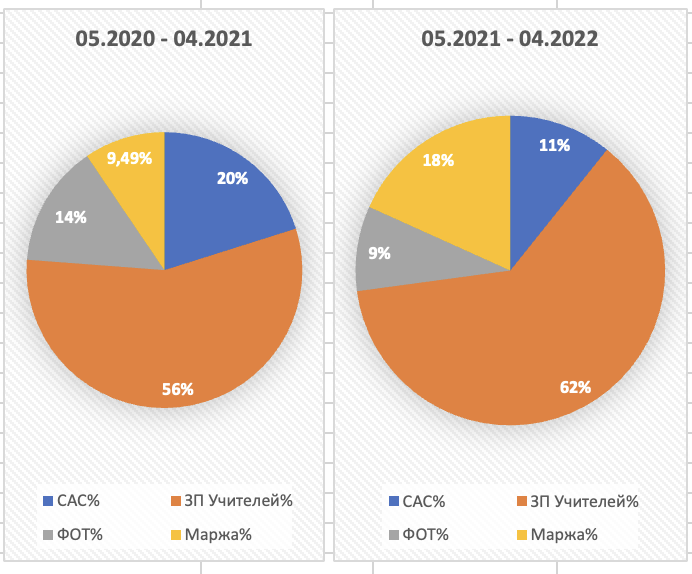 05.2020 - 04.2021
9,49%
20%
14%
56%
САС%
ЗП Учителей%
ФОТ%
Маржа%
05.2021 - 04.2022
11%
18%
9%
62%
САС%
ЗП Учителей%
ФОТ%
Маржа%